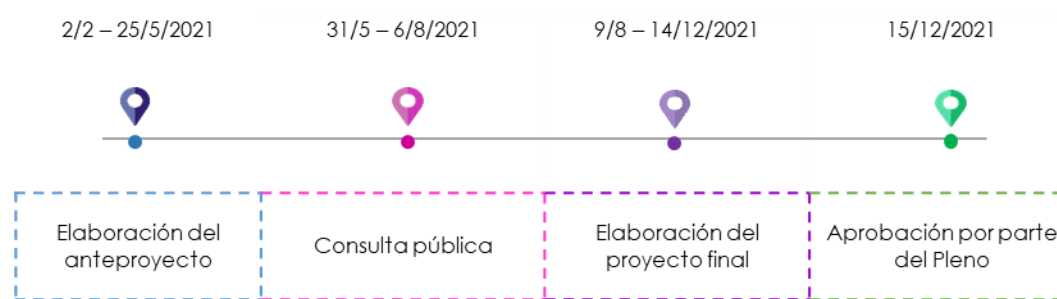 2/2 – 25/5/2021
31/5 – 6/8/2021
9/8 – 14/12/2021
15/12/2021
Elaboración del
anteproyecto
Consulta pública
Elaboración del
proyecto final
Aprobación por parte
del Pleno